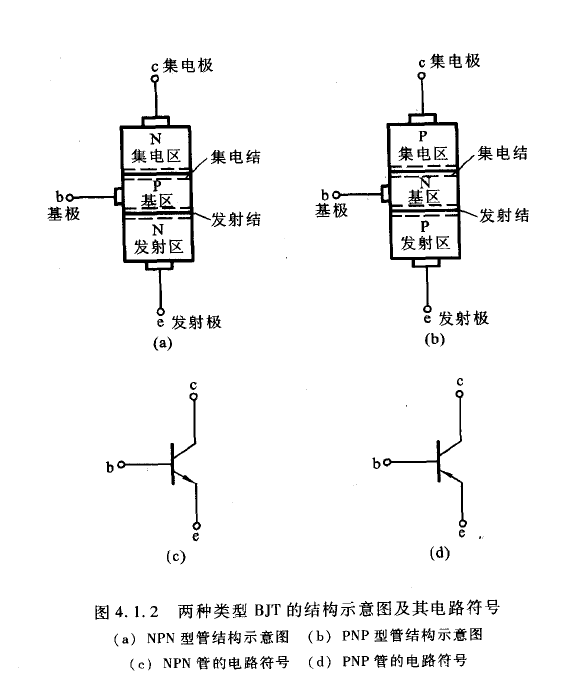 c 集电极
N
集电区
集电结
P
基区
b
基极
发射结
N
发射区
e 发射极
(a)
c 集电极
P
集电区
集电结
N
基区
b
基极
发射结
P
发射区
e 发射极
(b)
c
b
e
(c)
c
b
e
(d)
图 4.1.2 两种类型 BJT 的结构示意图及其电路符号
(a) NPN 型管结构示意图 (b) PNP 型管结构示意图
(c) NPN 管的电路符号 (d) PNP 管的电路符号